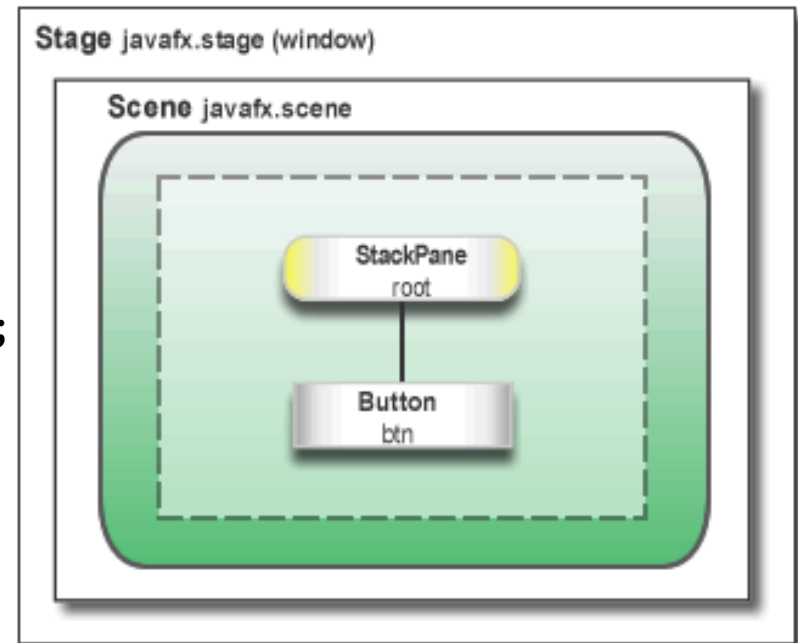 Stage javafx.stage (window)
Scene javafx.scene
StackPane
root
;
Button
btn